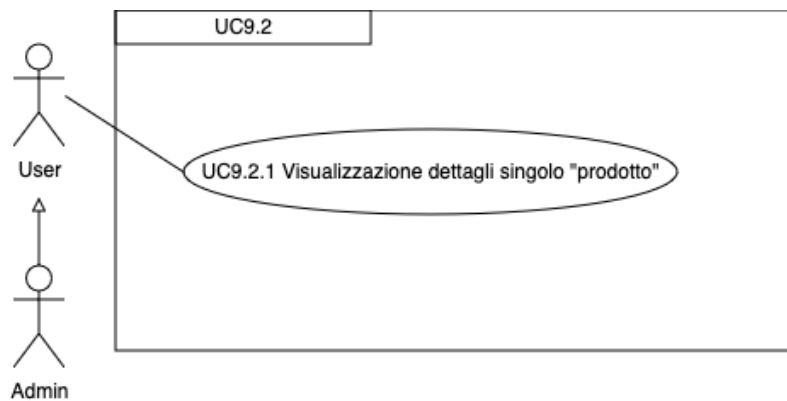 UC9.2
User
UC9.2.1 Visualizzazione dettagli singolo "prodotto"
Admin